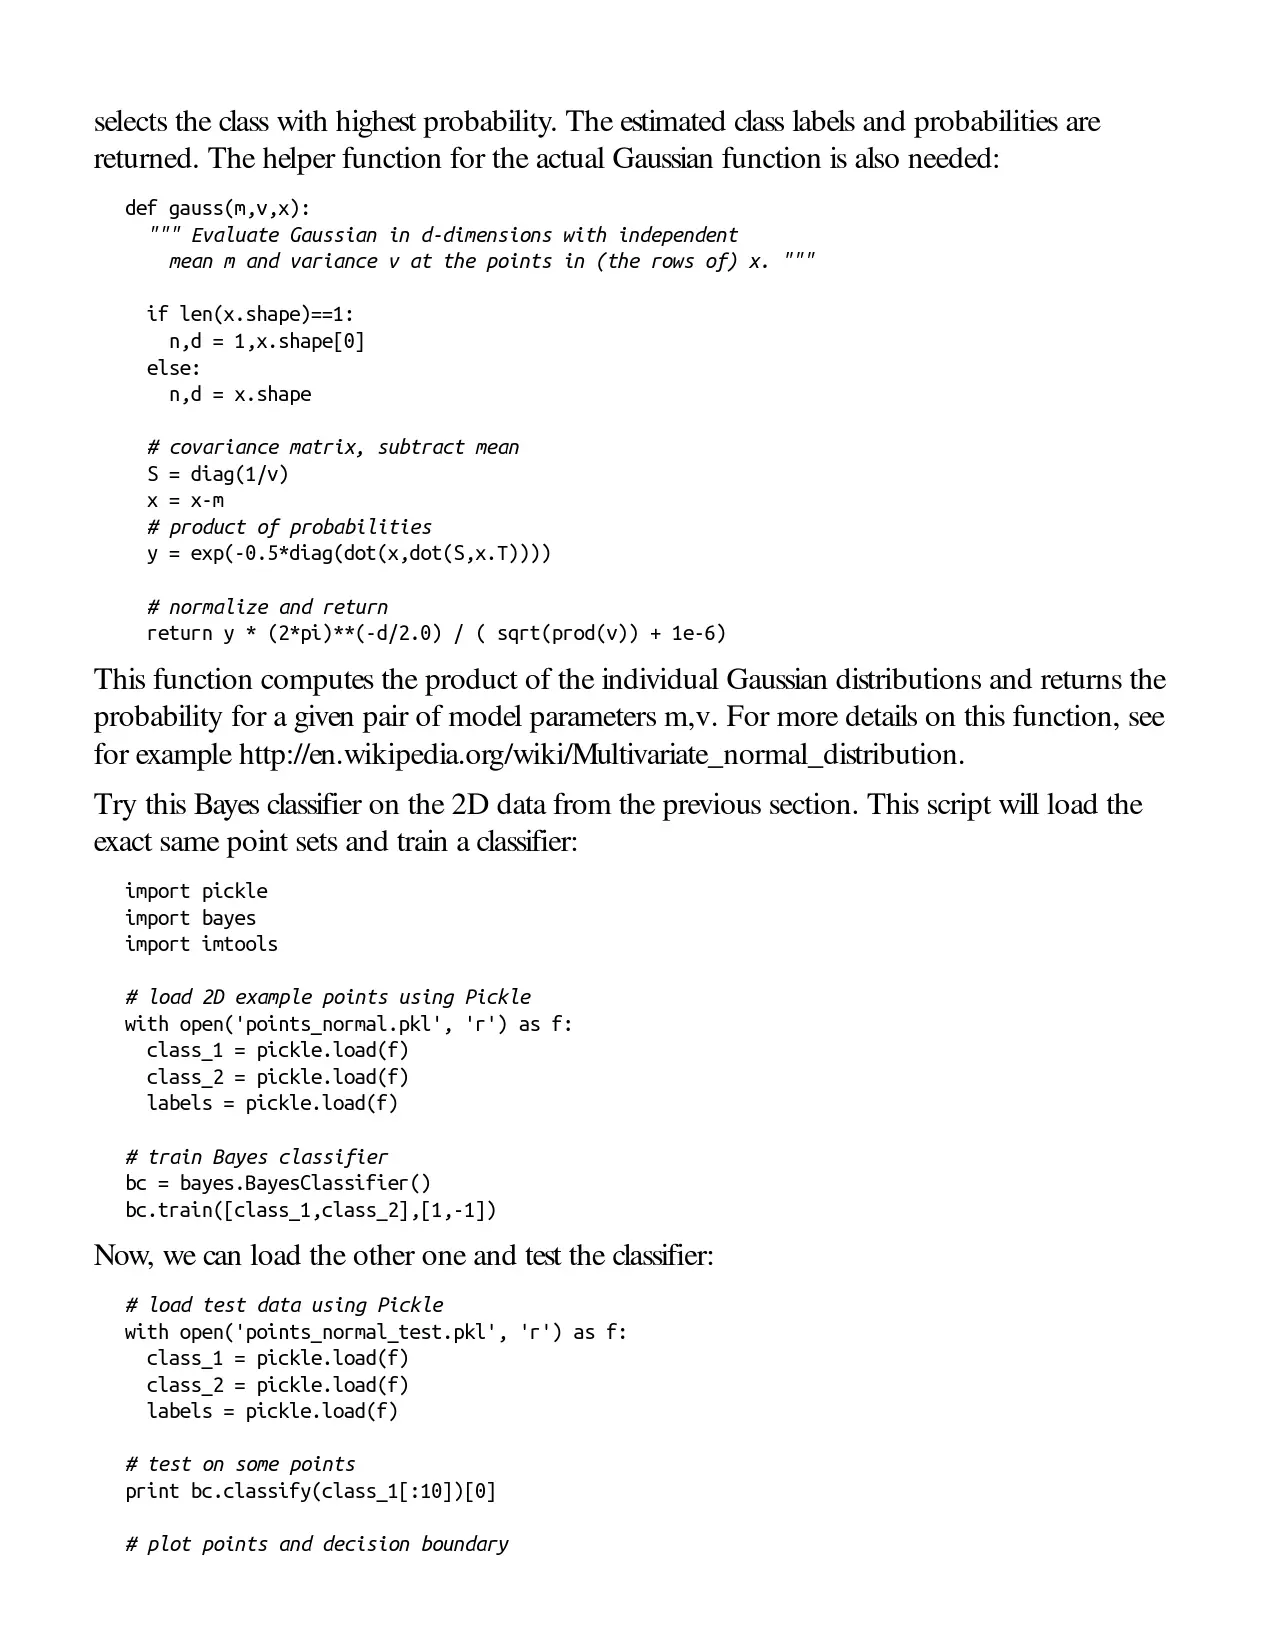 selects the class with highest probability. The estimated class labels and probabilities are
returned. The helper function for the actual Gaussian function is also needed:
def gauss(m,v,x):
  """ Evaluate Gaussian in d-dimensions with independent
    mean m and variance v at the points in (the rows of) x. """
  if len(x.shape)==1:
    n,d = 1,x.shape[0]
  else:
    n,d = x.shape
  # covariance matrix, subtract mean
  S = diag(1/v)
  x = x-m
  # product of probabilities
  y = exp(-0.5*diag(dot(x,dot(S,x.T))))
  # normalize and return
  return y * (2*pi)**(-d/2.0) / ( sqrt(prod(v)) + 1e-6)
This function computes the product of the individual Gaussian distributions and returns the
probability for a given pair of model parameters m,v. For more details on this function, see
for example http://en.wikipedia.org/wiki/Multivariate_normal_distribution.
Try this Bayes classifier on the 2D data from the previous section. This script will load the
exact same point sets and train a classifier:
import pickle
import bayes
import imtools
# load 2D example points using Pickle
with open('points_normal.pkl', 'r') as f:
  class_1 = pickle.load(f)
  class_2 = pickle.load(f)
  labels = pickle.load(f)
# train Bayes classifier
bc = bayes.BayesClassifier()
bc.train([class_1,class_2],[1,-1])
Now, we can load the other one and test the classifier:
# load test data using Pickle
with open('points_normal_test.pkl', 'r') as f:
  class_1 = pickle.load(f)
  class_2 = pickle.load(f)
  labels = pickle.load(f)
# test on some points
print bc.classify(class_1[:10])[0]
# plot points and decision boundary